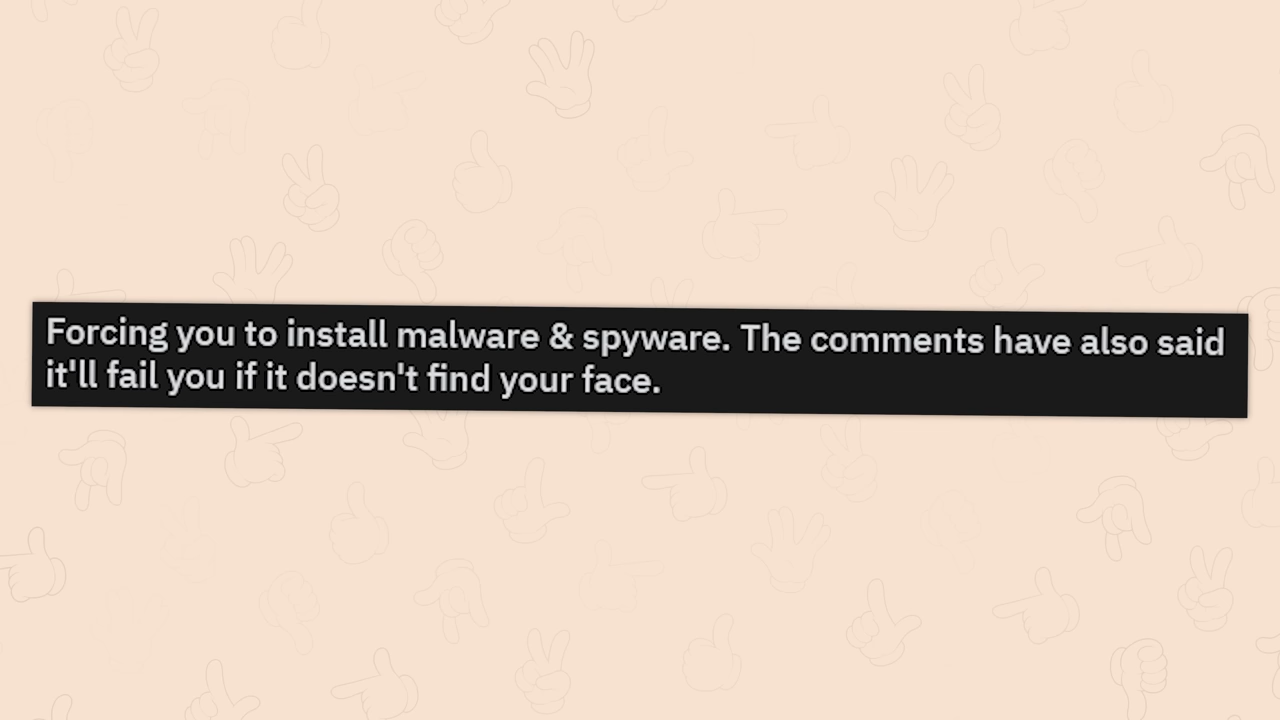 Forcing you to install malware & spyware. The comments have also said
it'll fail you if it doesn't find your face.